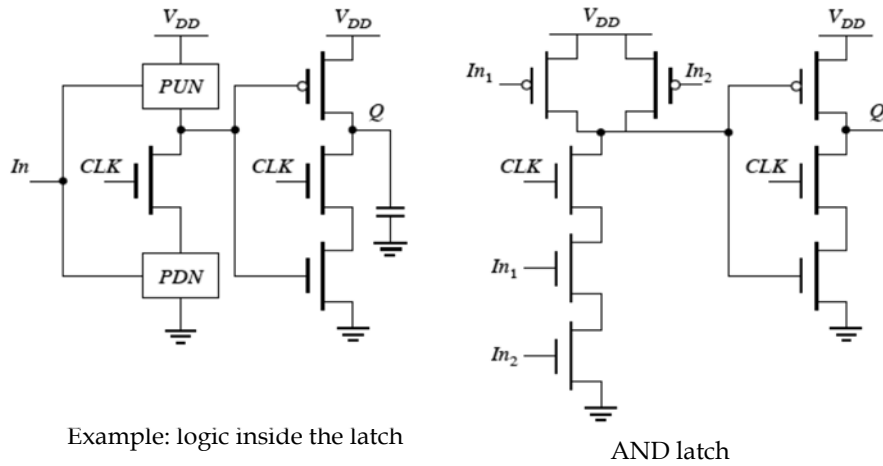 V_DD
V_DD
PUN
Q
In
CLK
CLK
PDN
Example: logic inside the latch
V_DD
V_DD
In_1
In_2
Q
CLK
CLK
In_1
In_2
AND latch